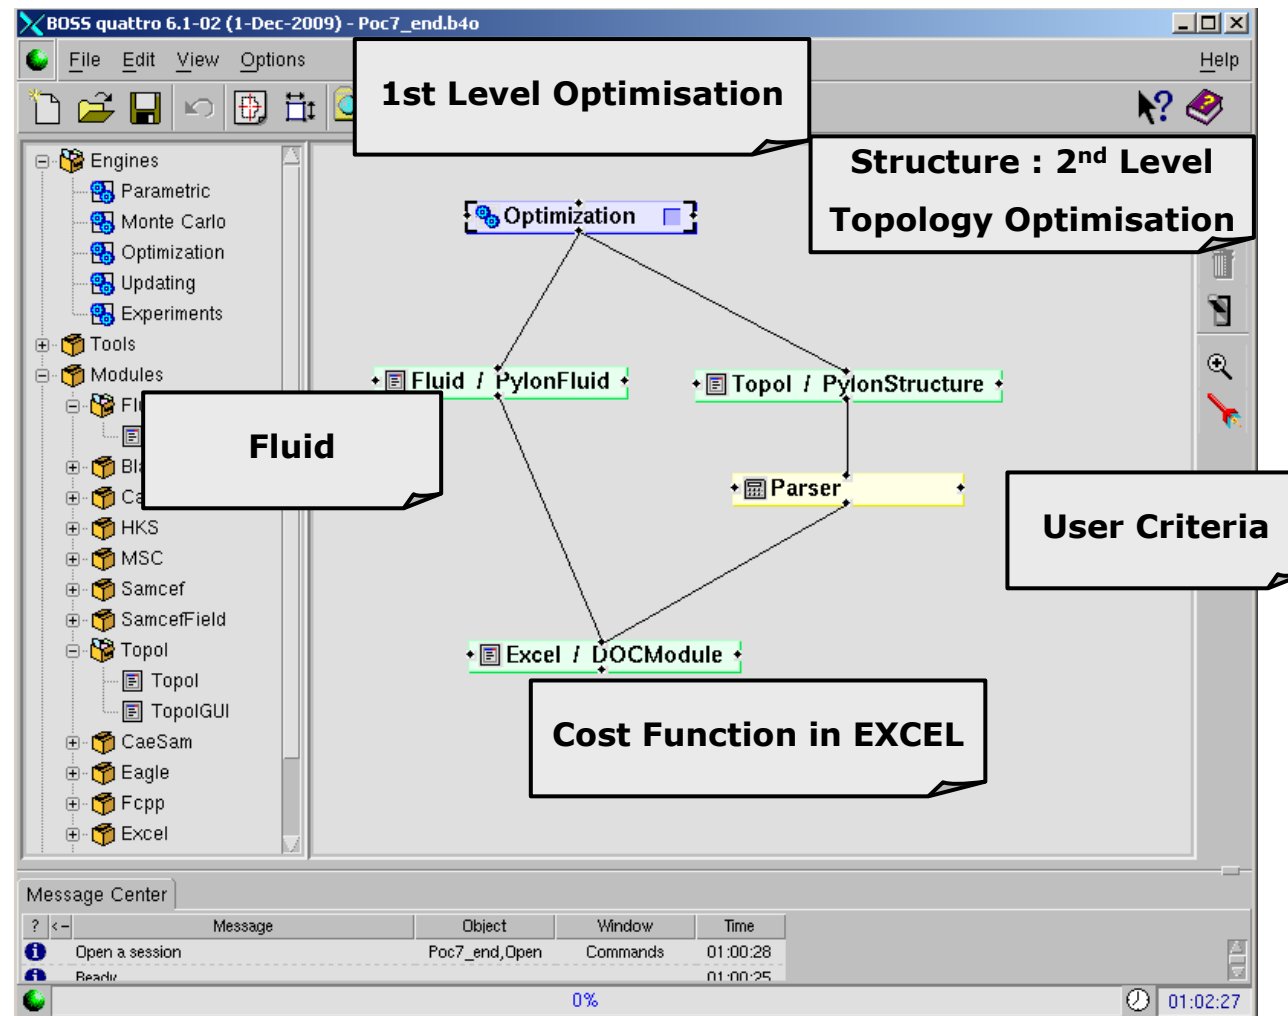 BOSS quattro 6.1-02 (1-Dec-2009) - Poc7_end.b4o
File Edit View Options Help
1st Level Optimisation
Structure : 2nd Level
Topology Optimisation
Engines
Parametric
Monte Carlo
Optimization
Updating
Experiments
Tools
Modules
Optimization
Fluid / PylonFluid
Topol / PylonStructure
Fluid
Parser
User Criteria
HKS
MSC
Samcef
SamcefField
Topol
Topol
TopolGUI
CaeSam
Eagle
Fcpp
Excel
Excel / DOCModule
Cost Function in EXCEL
Message Center
? <- Message Object Window Time
Open a session Poc7_end,Open Commands 01:00:28
Ready 01:00:25
0% 01:02:27